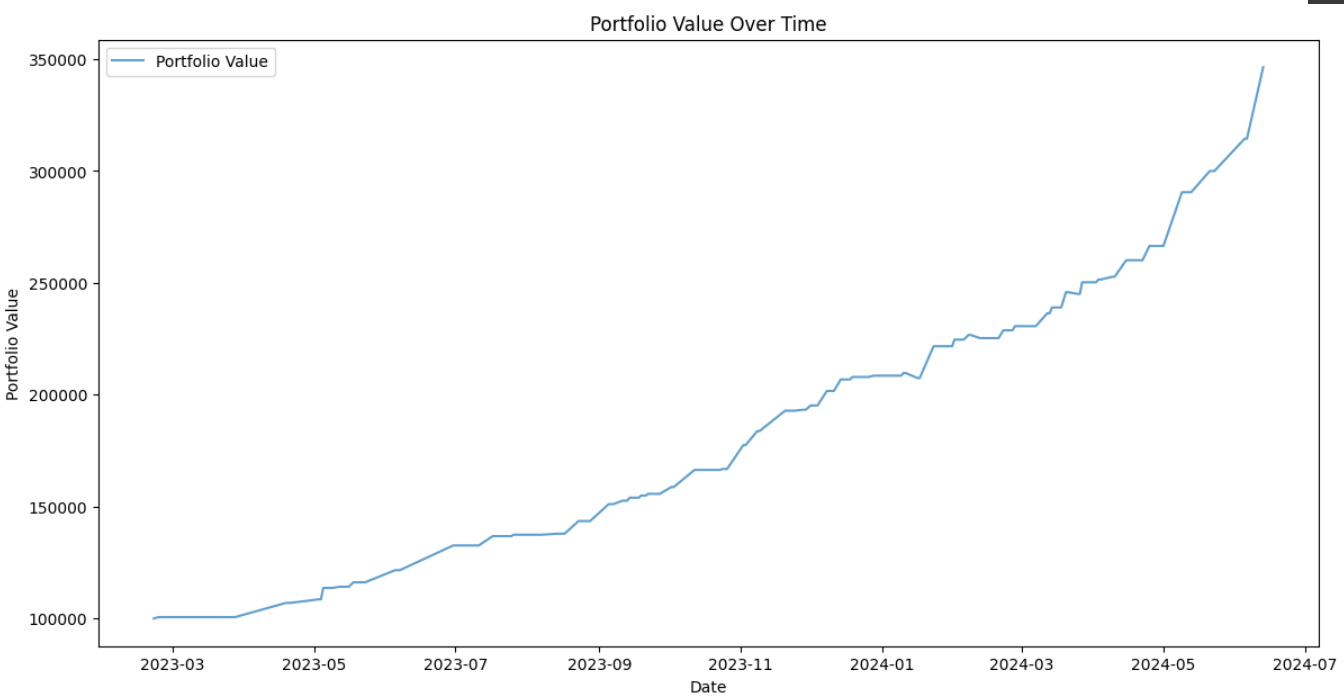 Portfolio Value Over Time
Portfolio Value
350000
300000
250000
200000
150000
100000
Portfolio Value
2023-03 2023-05 2023-07 2023-09 2023-11 2024-01 2024-03 2024-05 2024-07
Date